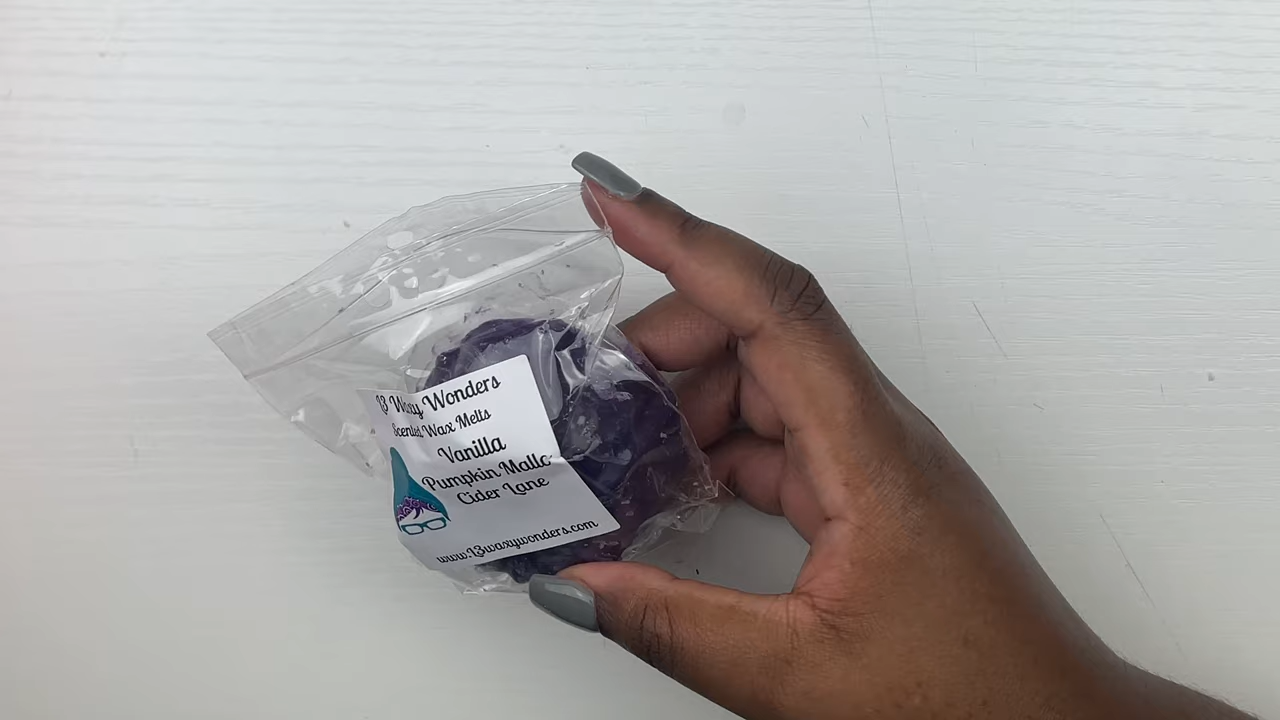 13 Waxy Wonders
Scented Wax Melts
Vanilla
Pumpkin Mallo
Cider Lane
www.13waxywonders.com